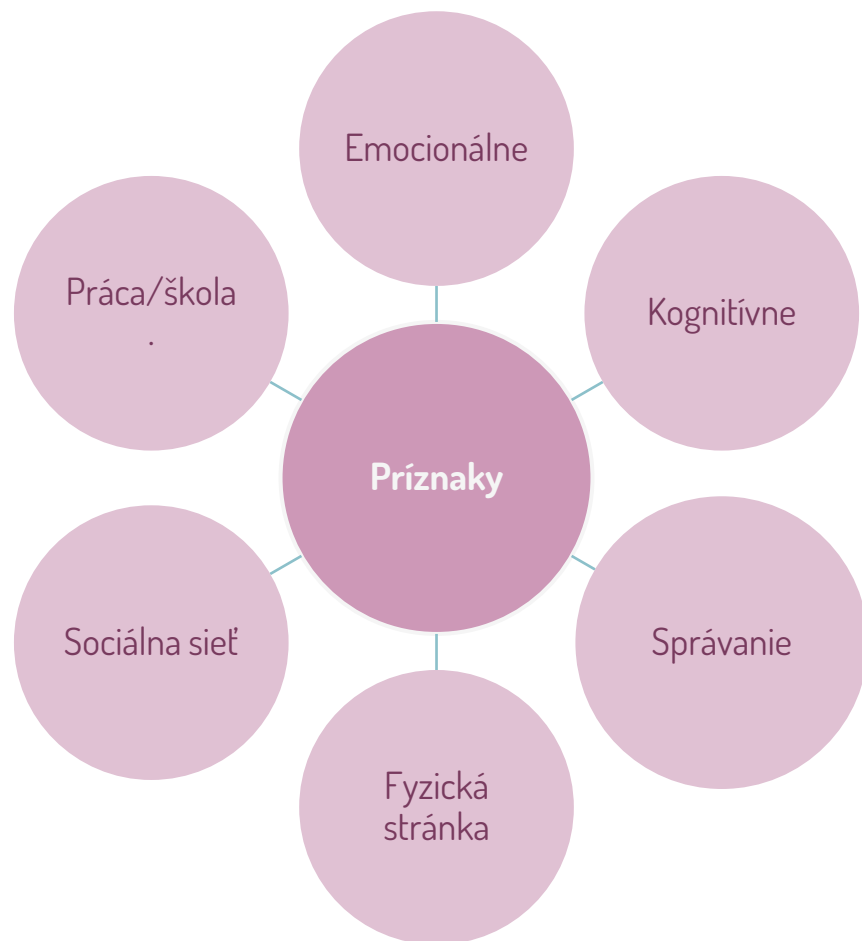 Emocionálne
Práca/škola
.
Kognitívne
Príznaky
Sociálna sieť
Správanie
Fyzická
stránka